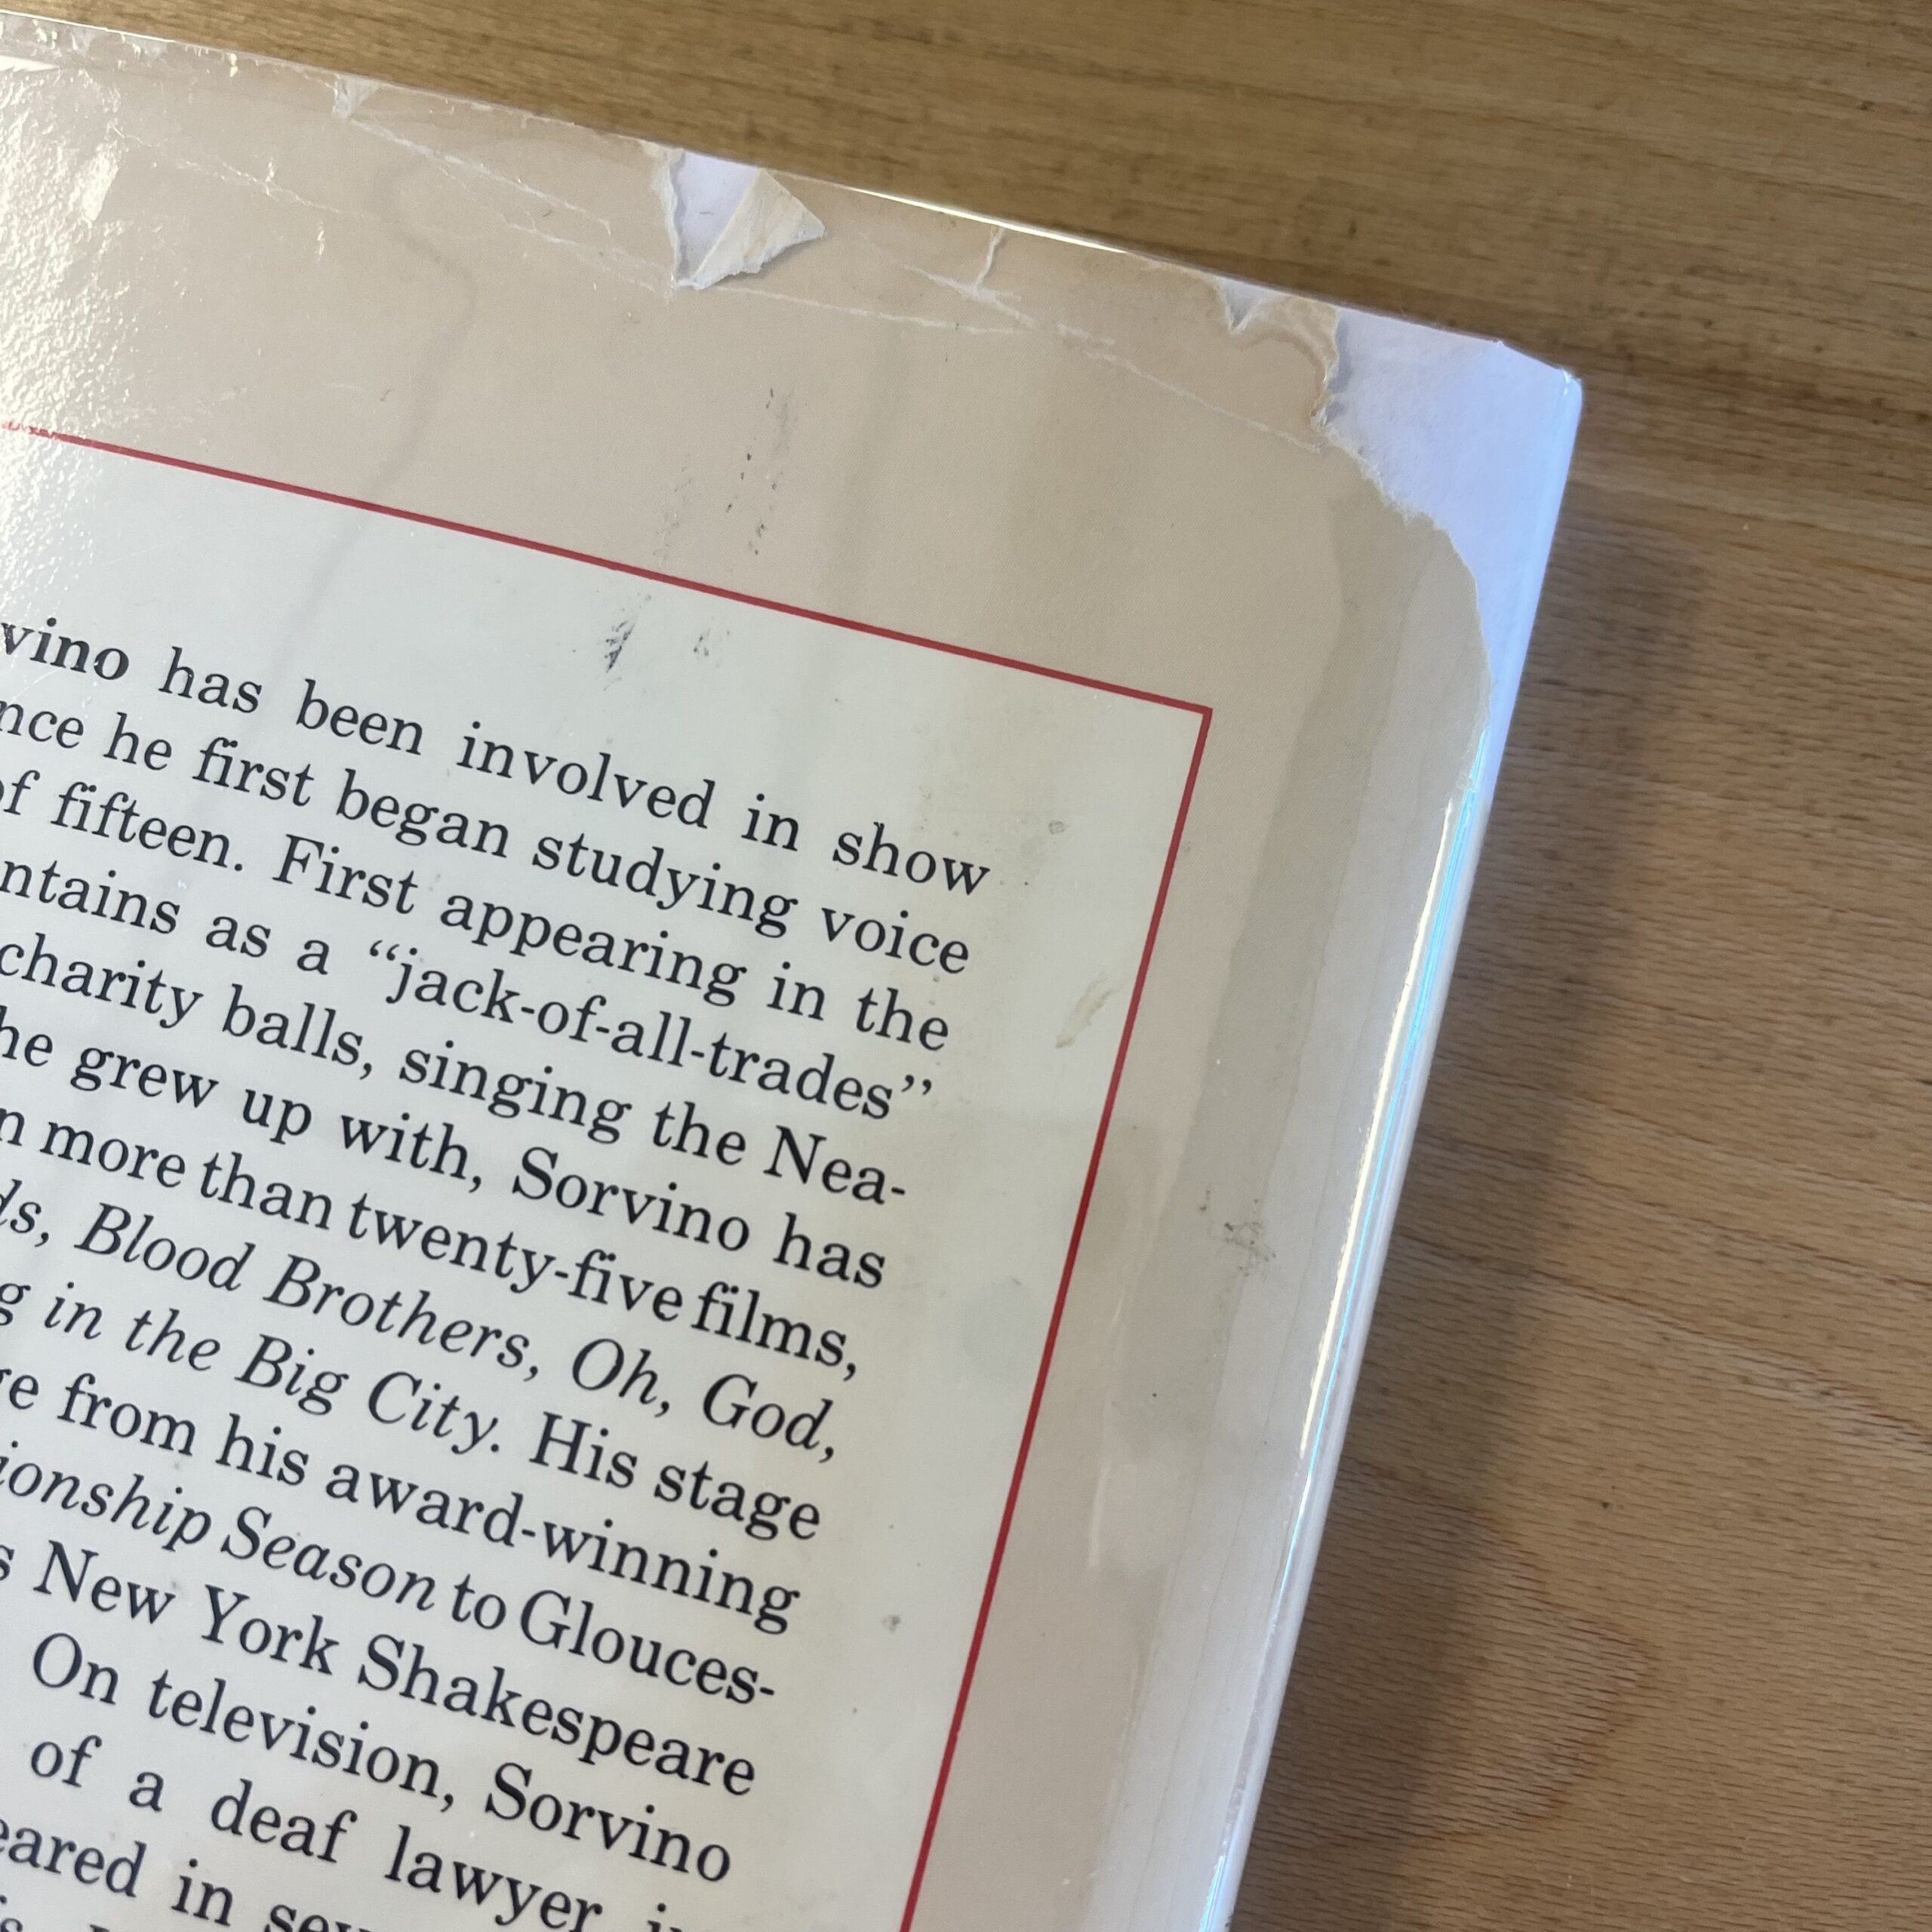 vino has been involved in show
nce he first began studying voice
of fifteen. First appearing in the
ntains as a “jack-of-all-trades”
charity balls, singing the Nea-
he grew up with, Sorvino has
n more than twenty-five films,
ds, Blood Brothers, Oh, God,
g in the Big City. His stage
ge from his award-winning
ionship Season to Glouces-
s New York Shakespeare
On television, Sorvino
of a deaf lawyer
eared in